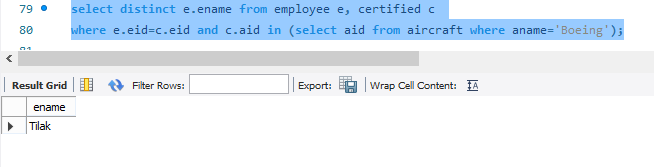 79 select distinct e.ename from employee e, certified c
80 where e.eid=c.eid and c.aid in (select aid from aircraft where aname='Boeing');
Result Grid Filter Rows: Export: Wrap Cell Content: IA
ename
Tilak